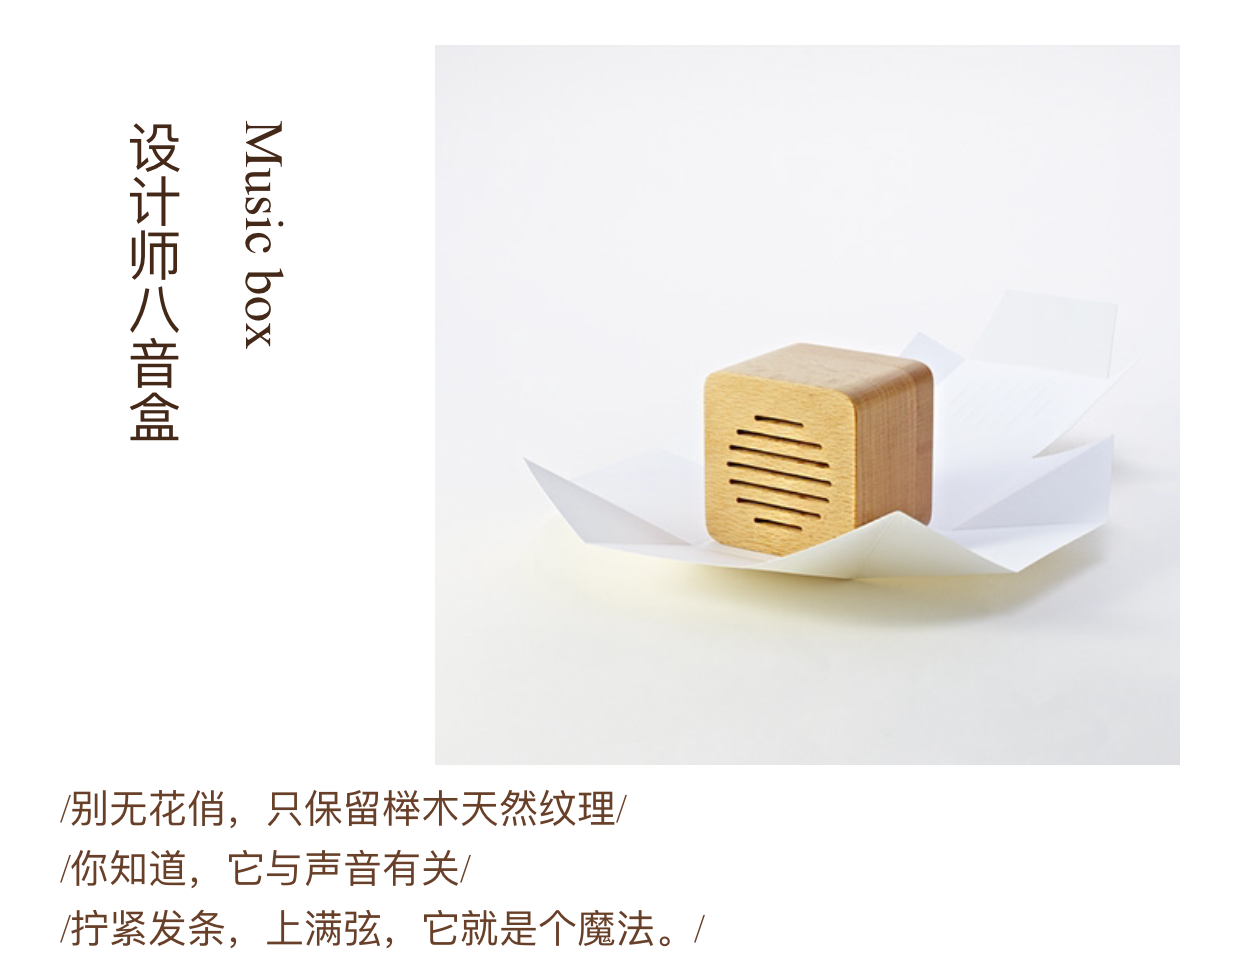 设计师八音盒
Music box
/别无花俏，只保留榉木天然纹理/
/你知道，它与声音有关/
/拧紧发条，上满弦，它就是个魔法。/